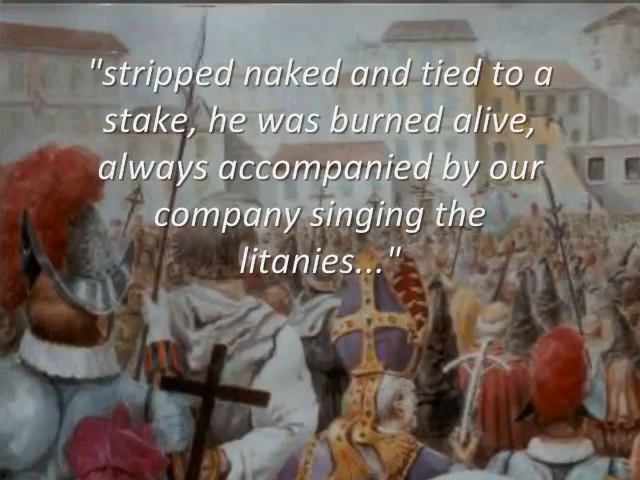 "stripped naked and tied to a
stake, he was burned alive,
always accompanied by our
company singing the
litanies..."